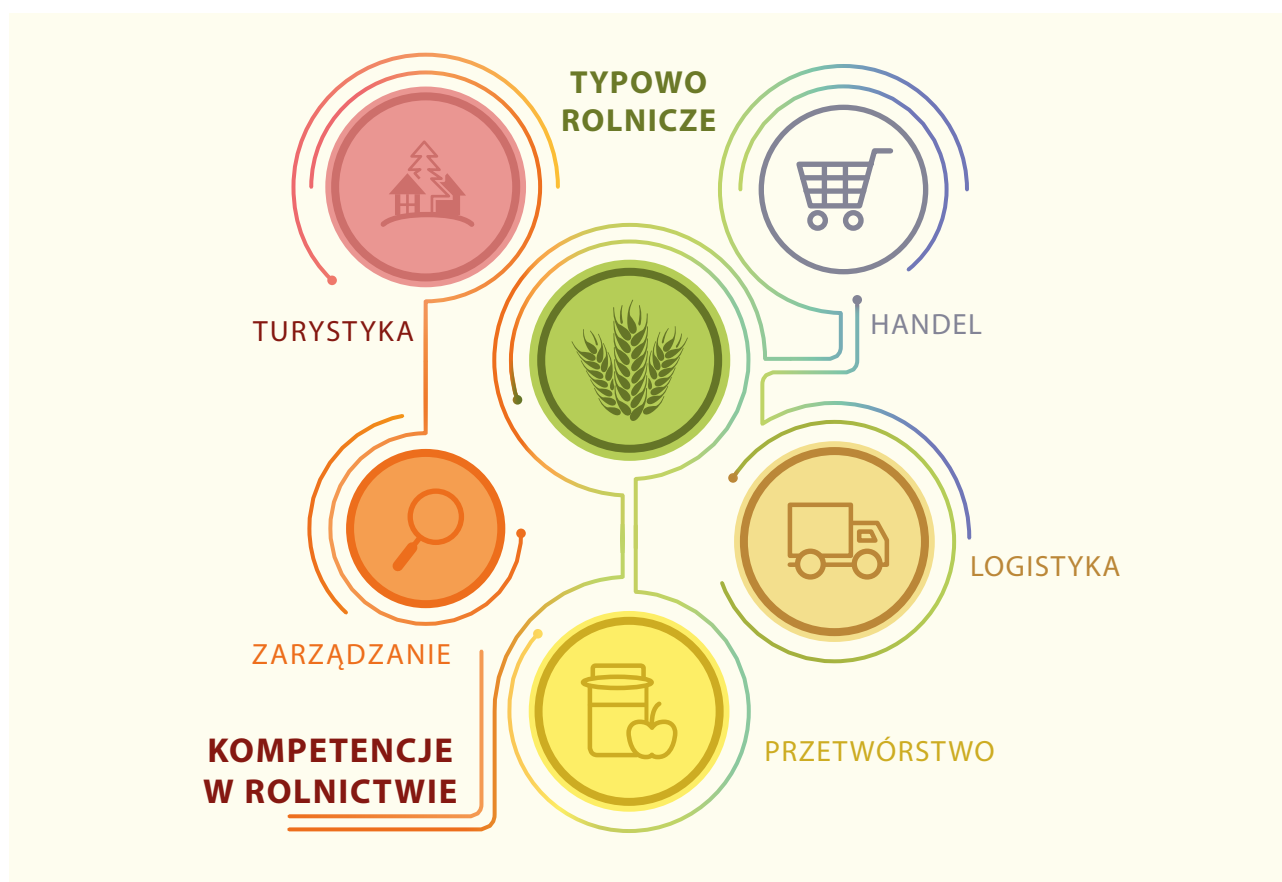 TYPOWO
ROLNICZE
TURYSTYKA
HANDEL
LOGISTYKA
ZARZĄDZANIE
KOMPETENCJE
W ROLNICTWIE
PRZETWÓRSTWO